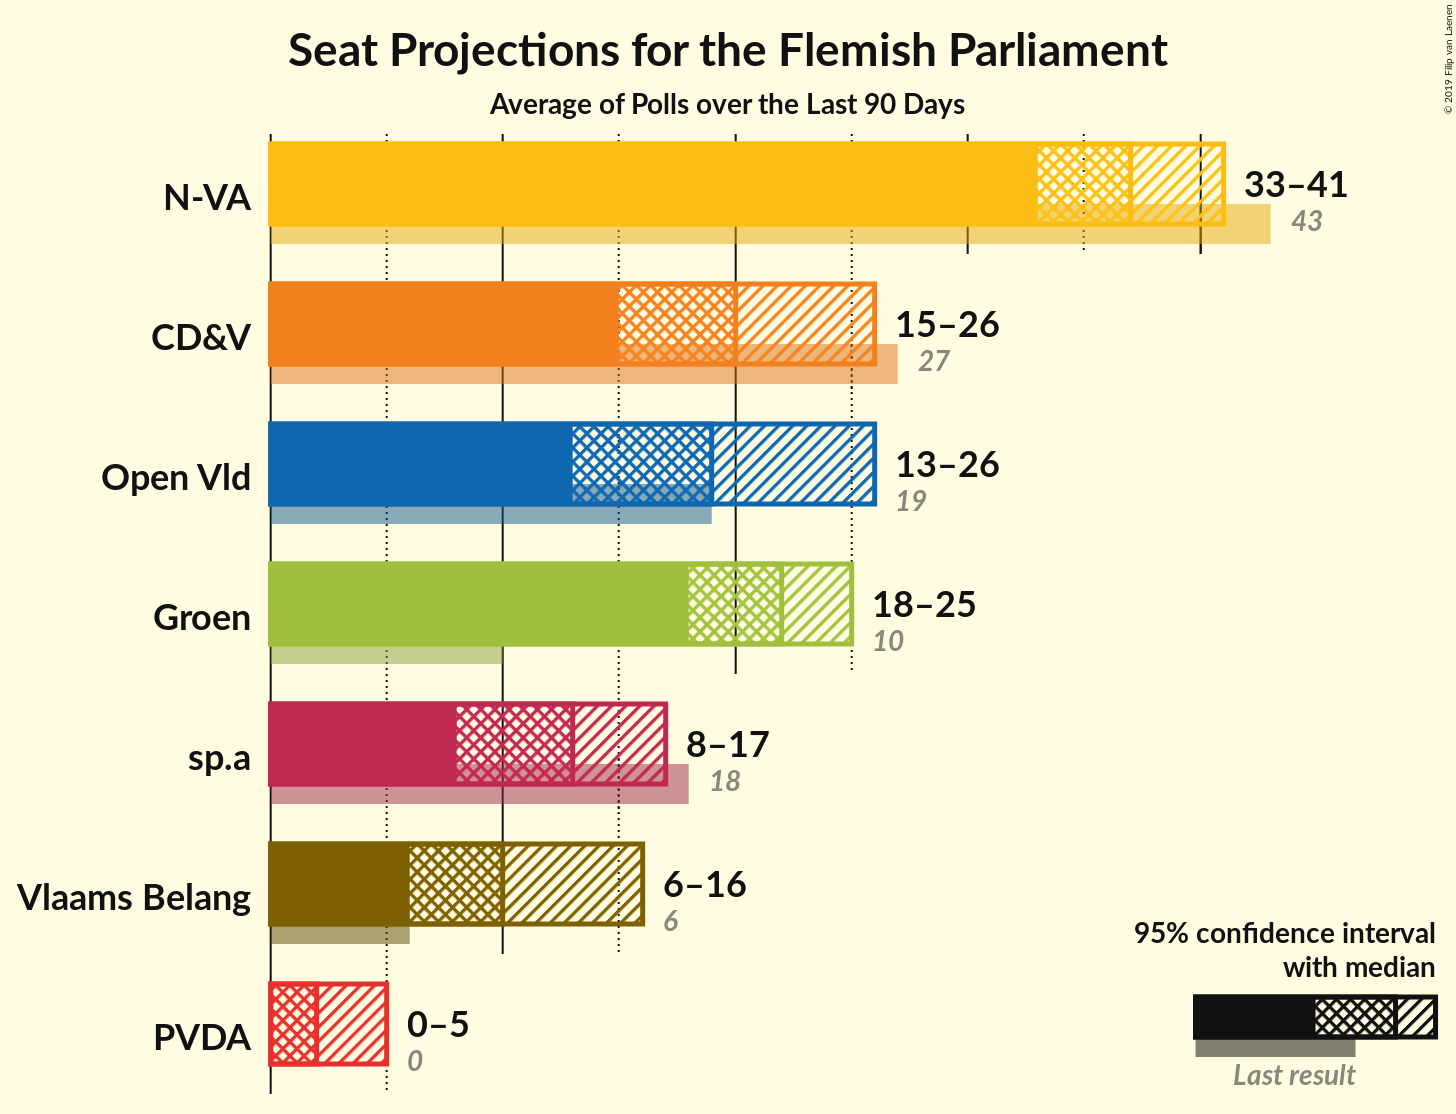 Seat Projections for the Flemish Parliament
Average of Polls over the Last 90 Days
© 2019 Filip van Laenen
N-VA
33–41
43
CD&V
15–26
27
Open Vld
13–26
19
Groen
18–25
10
sp.a
8–17
18
Vlaams Belang
6–16
6
PVDA
0–5
0
95% confidence interval
with median
Last result